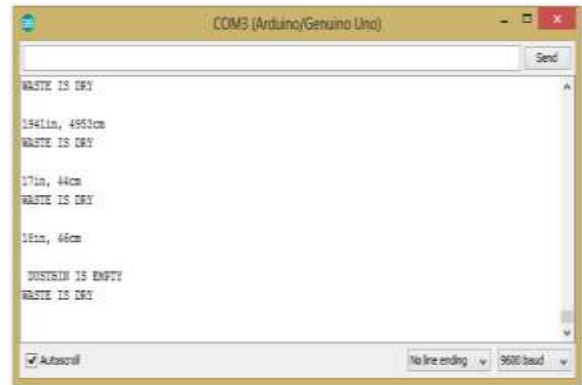 COM3 (Arduino/Genuino Uno)
Send
WASTE IS DRY
1941in, 4953cm
WASTE IS DRY
17in, 44cm
WASTE IS DRY
18in, 46cm
DUSTBIN IS EMPTY
WASTE IS DRY
Autoscroll
No line ending
9600 baud